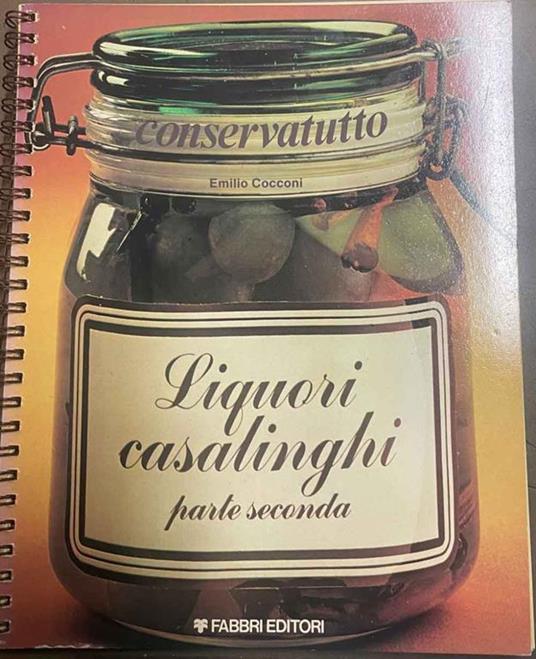 conservatutto
Emilio Cocconi
Liquori
casalinghi
parte seconda
FABBRI EDITORI